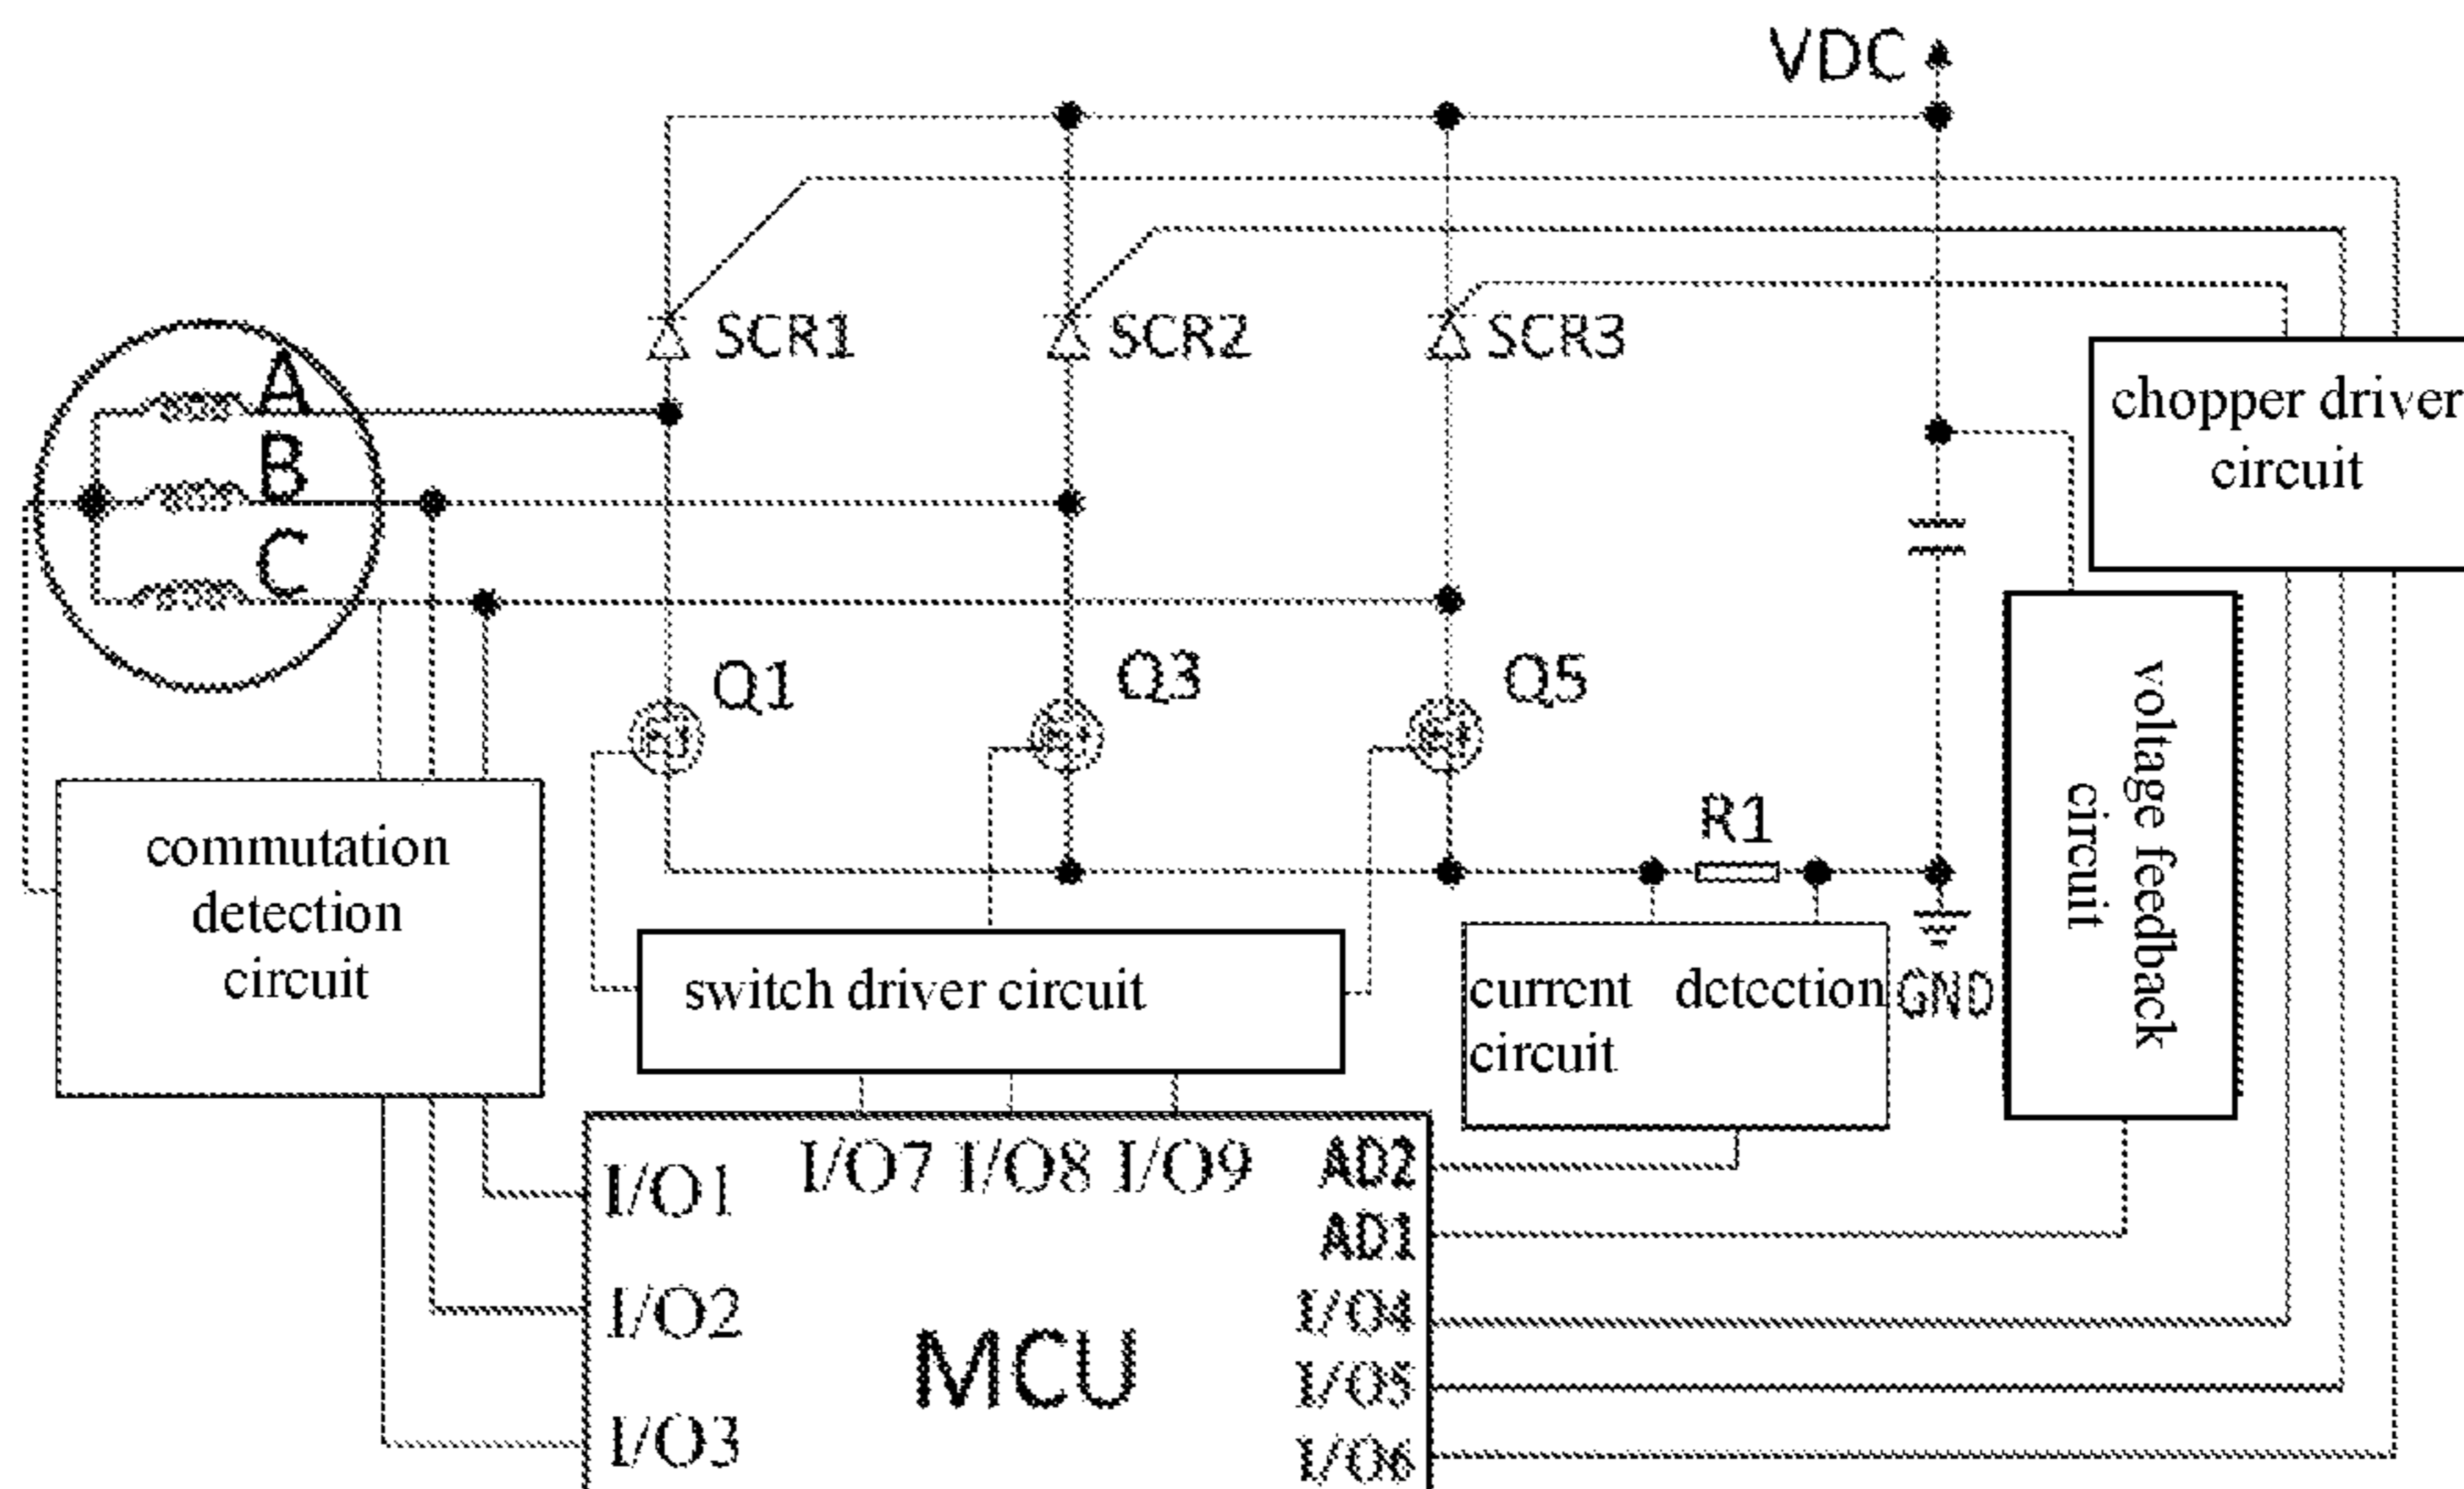 VDC
SCR1
SCR2
SCR3
A
B
C
chopper driver
circuit
Q1
Q3
Q5
R1
commutation
detection
circuit
switch driver circuit
current detection
circuit
GND
voltage feedback
circuit
I/O7 I/O8 I/O9
AD2
AD1
I/O1
I/O2
I/O3
MCU
I/O4
I/O5
I/O6